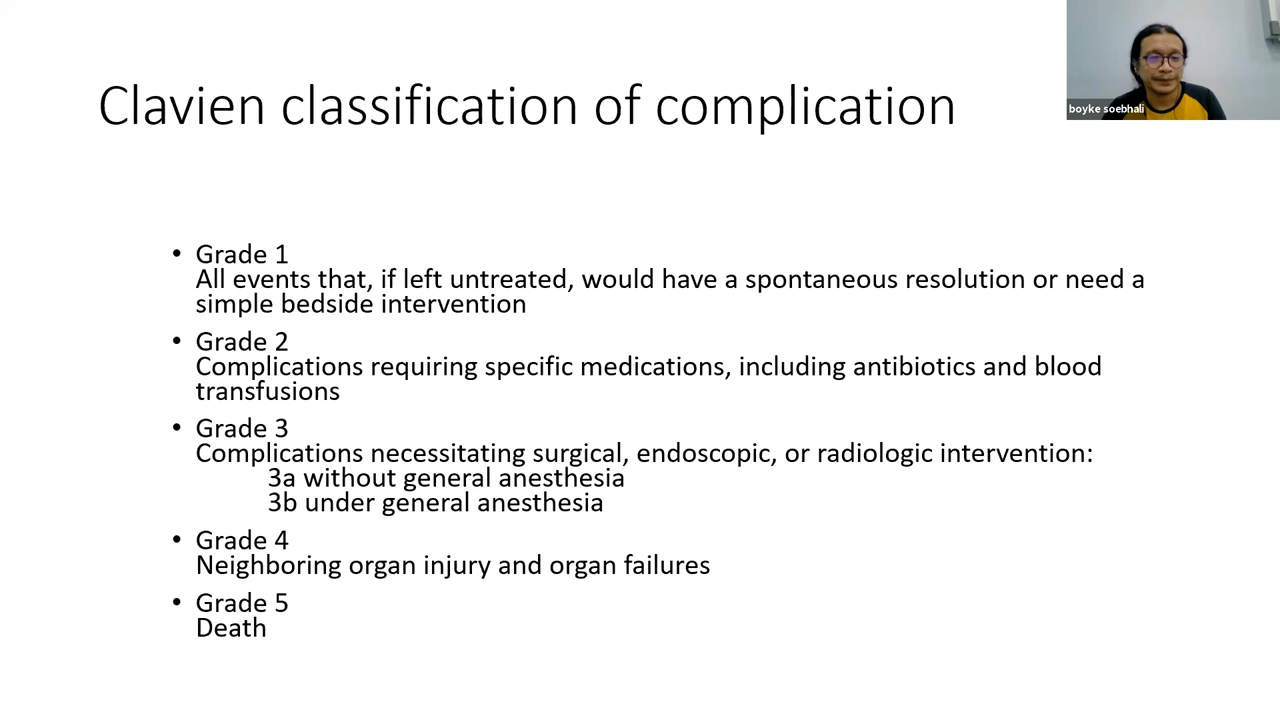 Clavien classification of complication
boyke soebhali
• Grade 1
All events that, if left untreated, would have a spontaneous resolution or need a
simple bedside intervention
• Grade 2
Complications requiring specific medications, including antibiotics and blood
transfusions
• Grade 3
Complications necessitating surgical, endoscopic, or radiologic intervention:
3a without general anesthesia
3b under general anesthesia
• Grade 4
Neighboring organ injury and organ failures
• Grade 5
Death